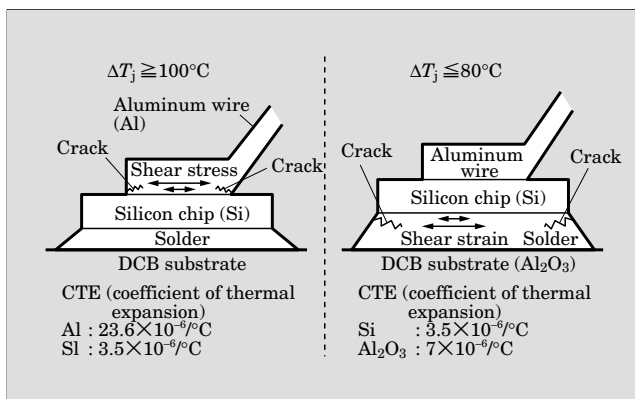 ΔTj ≧100°C
Aluminum wire
(Al)
Crack
Shear stress
Crack
Silicon chip (Si)
Solder
DCB substrate
CTE (coefficient of thermal
expansion)
Al : 23.6×10⁻⁶/°C
Sl : 3.5×10⁻⁶/°C
ΔTj ≦80°C
Crack
Aluminum
wire
Crack
Silicon chip (Si)
Shear strain
Solder
DCB substrate (Al₂O₃)
CTE (coefficient of thermal
expansion)
Si : 3.5×10⁻⁶/°C
Al₂O₃ : 7×10⁻⁶/°C